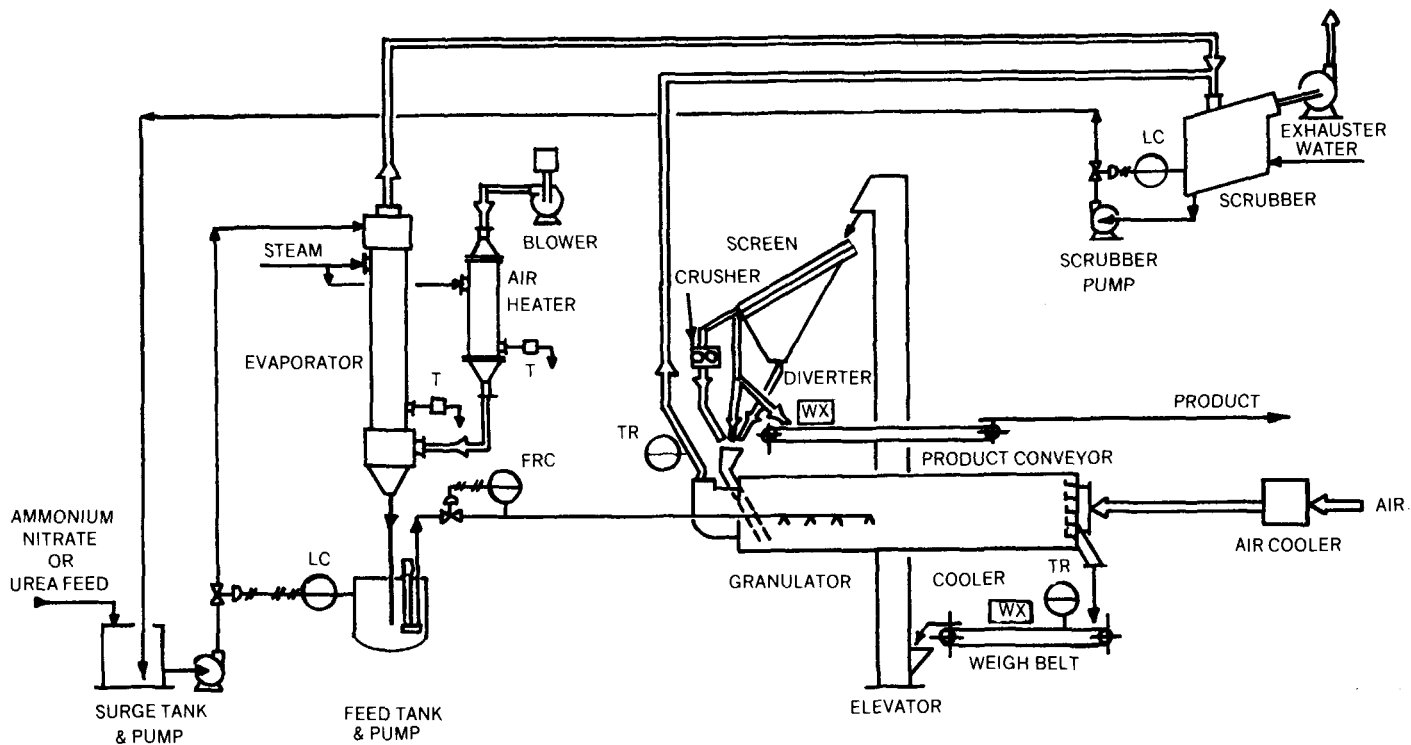 LC
EXHAUSTER
WATER
SCRUBBER
SCRUBBER
PUMP
BLOWER
STEAM
AIR
HEATER
SCREEN
CRUSHER
EVAPORATOR
T
T
DIVERTER
WX
PRODUCT
TR
PRODUCT CONVEYOR
FRC
AIR
AIR COOLER
AMMONIUM
NITRATE
OR
UREA FEED
LC
GRANULATOR
COOLER
TR
WX
WEIGH BELT
ELEVATOR
SURGE TANK
& PUMP
FEED TANK
& PUMP